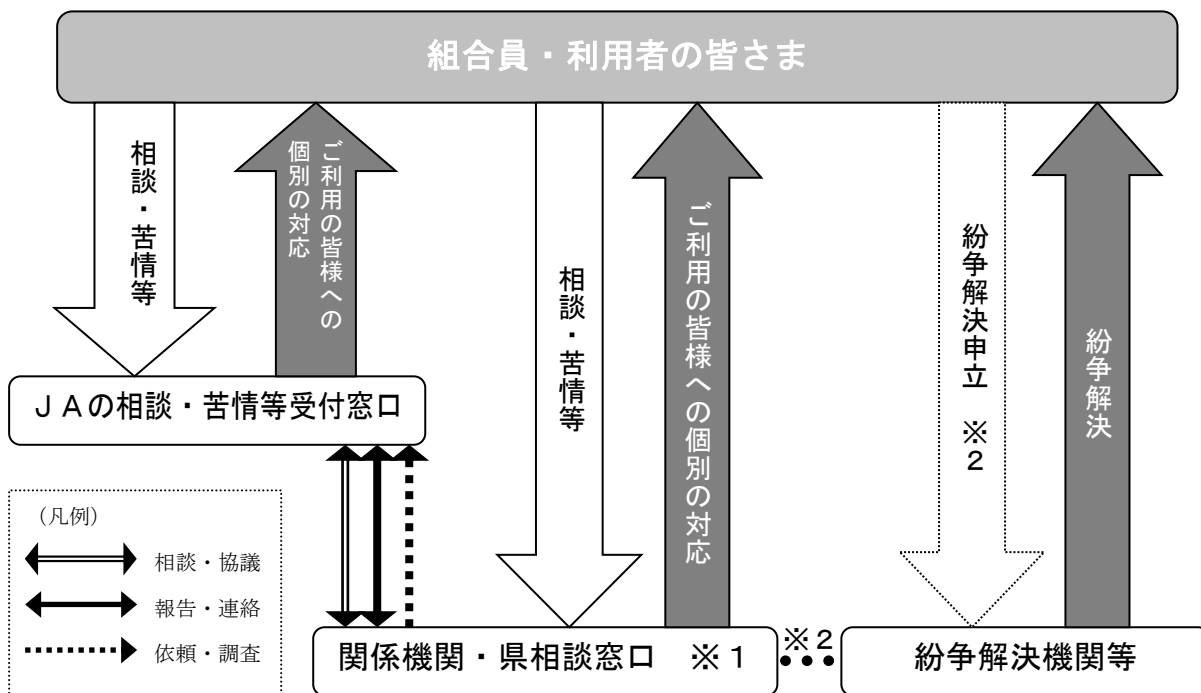 組合員・利用者の皆さま
相談・苦情等
ご利用の皆様への
個別の対応
相談・苦情等
ご利用の皆様への個別の対応
紛争解決申立 ※2
紛争解決
ＪＡの相談・苦情等受付窓口
（凡例）
相談・協議
報告・連絡
依頼・調査
関係機関・県相談窓口 ※1
※2
紛争解決機関等